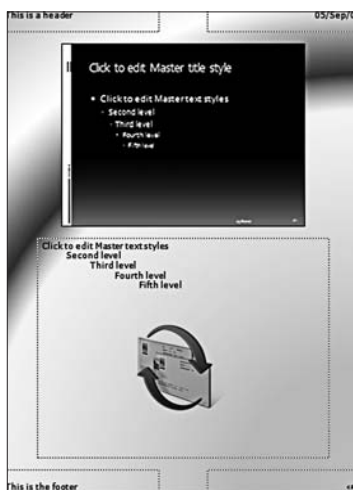 This is a header
05/Sep/0
Click to edit Master title style
• Click to edit Master text styles
- Second level
- Third level
• Fourth level
- Fifth level
Click to edit Master text styles
Second level
Third level
Fourth level
Fifth level
This is the footer